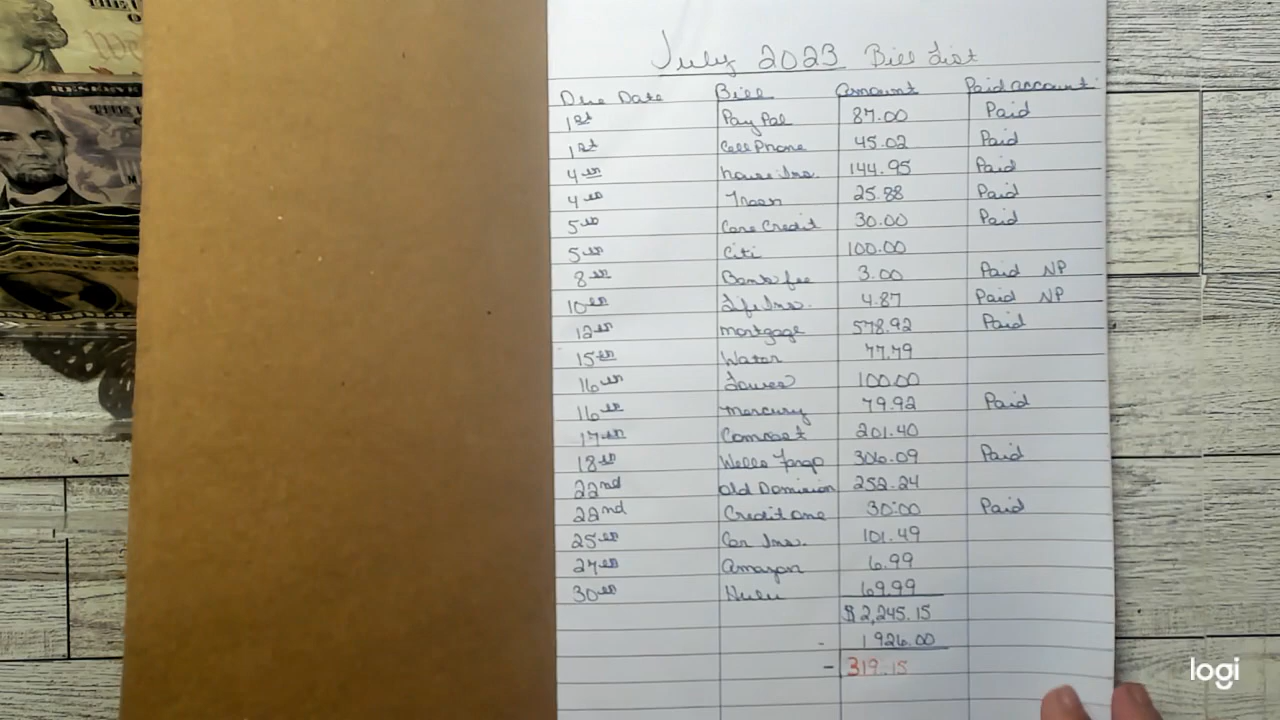 July 2023 Bill List
Due Date Bill Amount Paid account
1st PayPal 87.00 Paid
1st Cell Phone 45.02 Paid
4th house Ins. 144.95 Paid
4th 25.88 Paid
5th Care Credit 30.00 Paid
5th Citi 100.00
8th Bank fee 3.00 Paid NP
10th Life Ins. 4.87 Paid NP
12th mortgage 578.92 Paid
15th Water 77.79
16th Lowes 100.00
16th mercury 79.92 Paid
17th Comcast 201.40
18th Wells Fargo 306.09 Paid
22nd Old Dominion 252.24
22nd Credit One 30.00 Paid
25th Car Ins. 101.49
27th Amazon 6.99
30th Hulu 69.99
$2,245.15
- 1926.00
- 319.15
logi